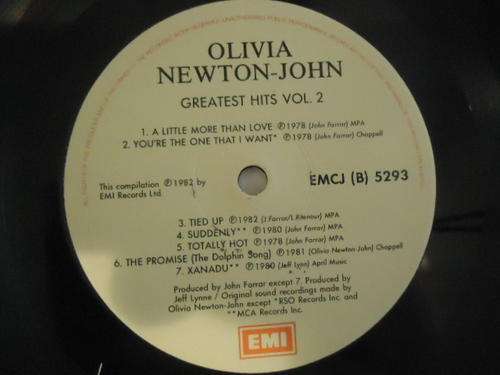 OLIVIA
NEWTON-JOHN
GREATEST HITS VOL. 2
1. A LITTLE MORE THAN LOVE ℗1978 (John Farrar) MPA
2. YOU'RE THE ONE THAT I WANT* ℗1978 (John Farrar) Chappell
This compilation ℗1982 by
EMI Records Ltd.
EMCJ (B) 5293
3. TIED UP ℗1982 (J.Farrar/L.Ritenour) MPA
4. SUDDENLY** ℗1980 (John Farrar) MPA
5. TOTALLY HOT ℗1978 (John Farrar) MPA
6. THE PROMISE (The Dolphin Song) ℗1981 (Olivia Newton-John) Chappell
7. XANADU** ℗1980 (Jeff Lynn) April Music
Produced by John Farrar except 7. Produced by
Jeff Lynne / Original sound recordings made by
Olivia Newton-John except *RSO Records Inc. and
**MCA Records Inc.
EMI